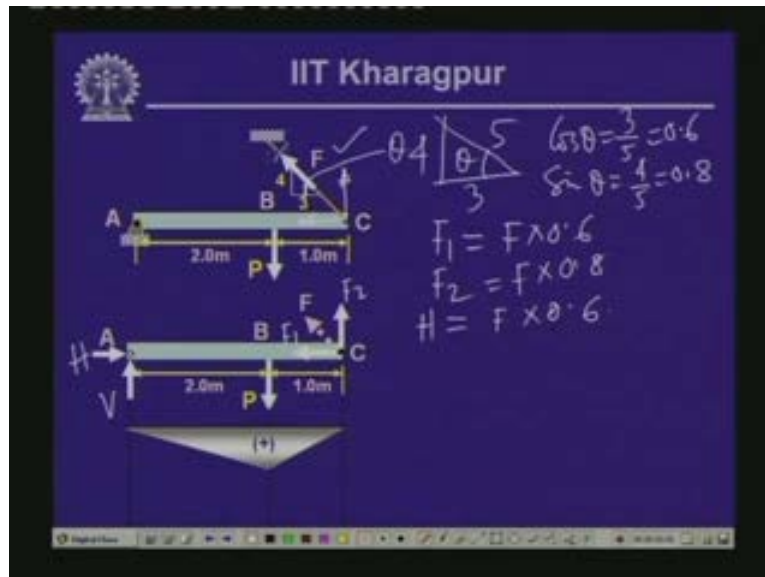 IIT Kharagpur
F
θ
4
3
4
θ
5
3
Cosθ = 3/5 = 0.6
Sin θ = 4/5 = 0.8
A
B
C
2.0m
1.0m
P
F1 = F × 0.6
F2 = F × 0.8
H = F × 0.6
F
F2
H
A
B
F1
C
V
2.0m
1.0m
P
(+)